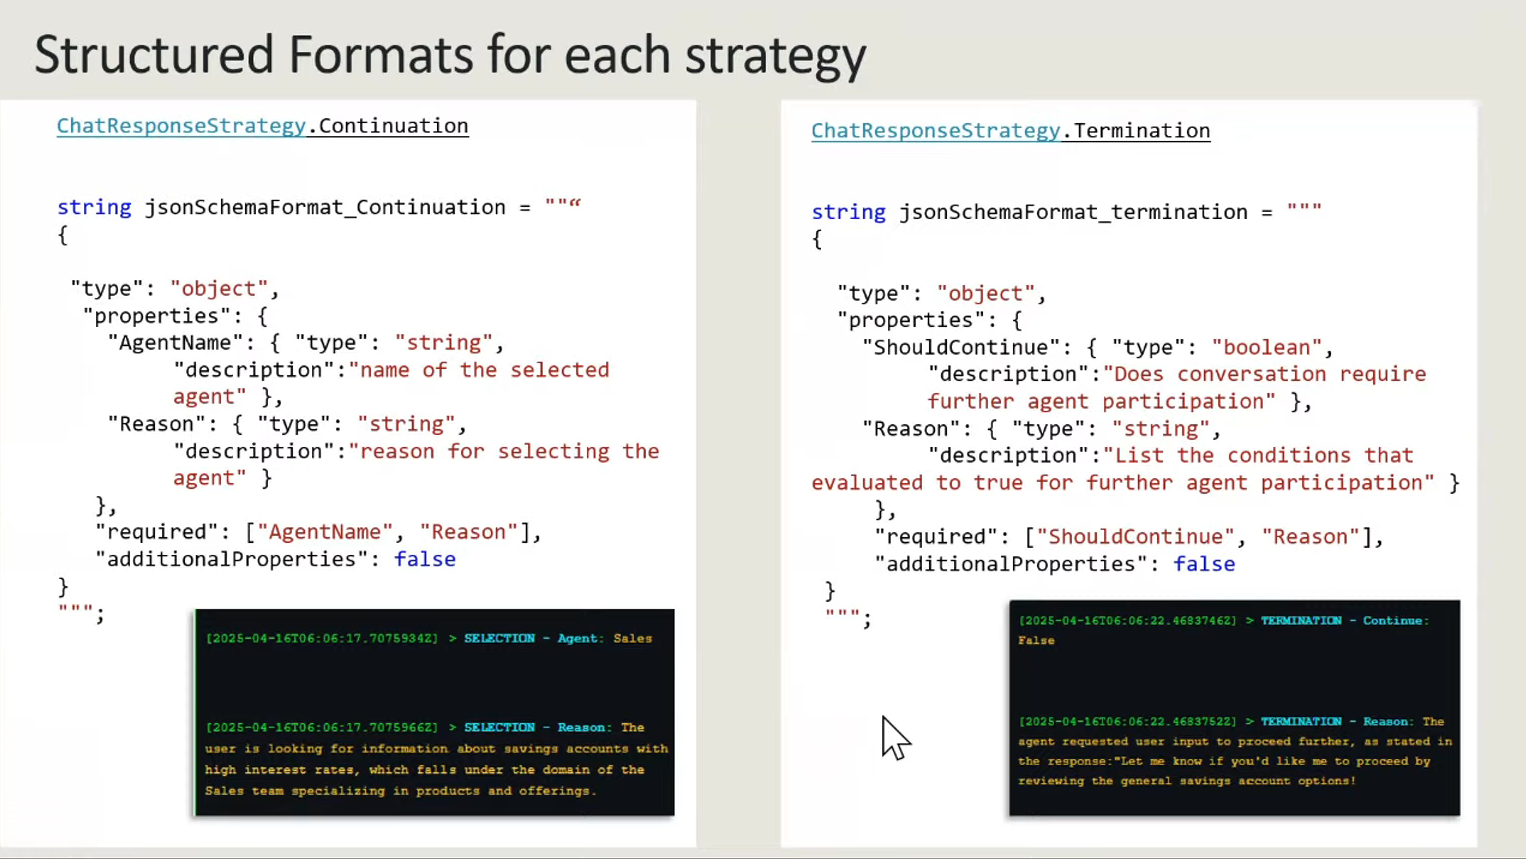 Structured Formats for each strategy
ChatResponseStrategy.Continuation
string jsonSchemaFormat_Continuation = """“
{
"type": "object",
"properties": {
"AgentName": { "type": "string",
"description":"name of the selected
agent" },
"Reason": { "type": "string",
"description":"reason for selecting the
agent" }
},
"required": ["AgentName", "Reason"],
"additionalProperties": false
}
""";
[2025-04-16T06:06:17.7075934Z] > SELECTION - Agent: Sales
[2025-04-16T06:06:17.7075966Z] > SELECTION - Reason: The
user is looking for information about savings accounts with
high interest rates, which falls under the domain of the
Sales team specializing in products and offerings.
ChatResponseStrategy.Termination
string jsonSchemaFormat_termination = """
{
"type": "object",
"properties": {
"ShouldContinue": { "type": "boolean",
"description":"Does conversation require
further agent participation" },
"Reason": { "type": "string",
"description":"List the conditions that
evaluated to true for further agent participation" }
},
"required": ["ShouldContinue", "Reason"],
"additionalProperties": false
}
""";
[2025-04-16T06:06:22.4683746Z] > TERMINATION - Continue:
False
[2025-04-16T06:06:22.4683752Z] > TERMINATION - Reason: The
agent requested user input to proceed further, as stated in
the response:"Let me know if you'd like me to proceed by
reviewing the general savings account options!